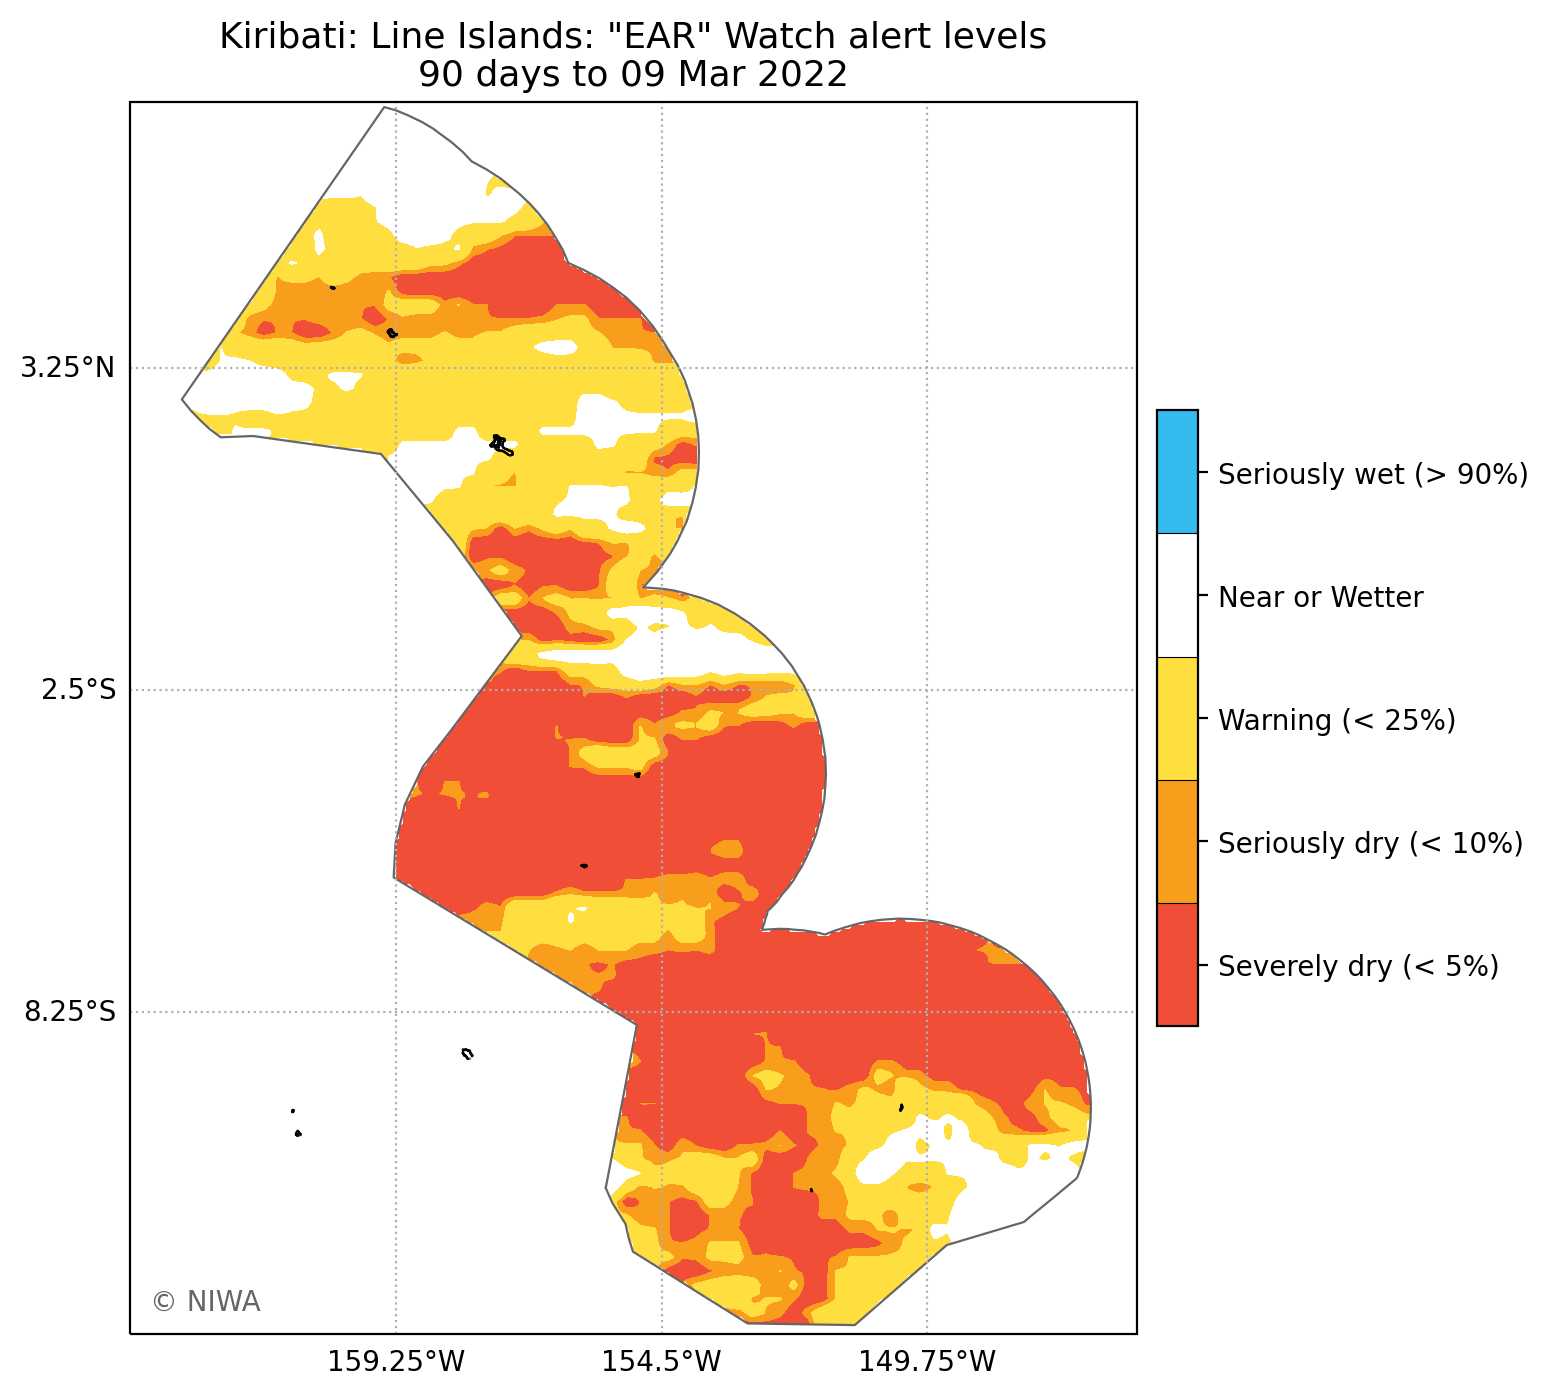 Kiribati: Line Islands: "EAR" Watch alert levels
90 days to 09 Mar 2022
3.25°N
2.5°S
8.25°S
159.25°W
154.5°W
149.75°W
© NIWA
Seriously wet (> 90%)
Near or Wetter
Warning (< 25%)
Seriously dry (< 10%)
Severely dry (< 5%)